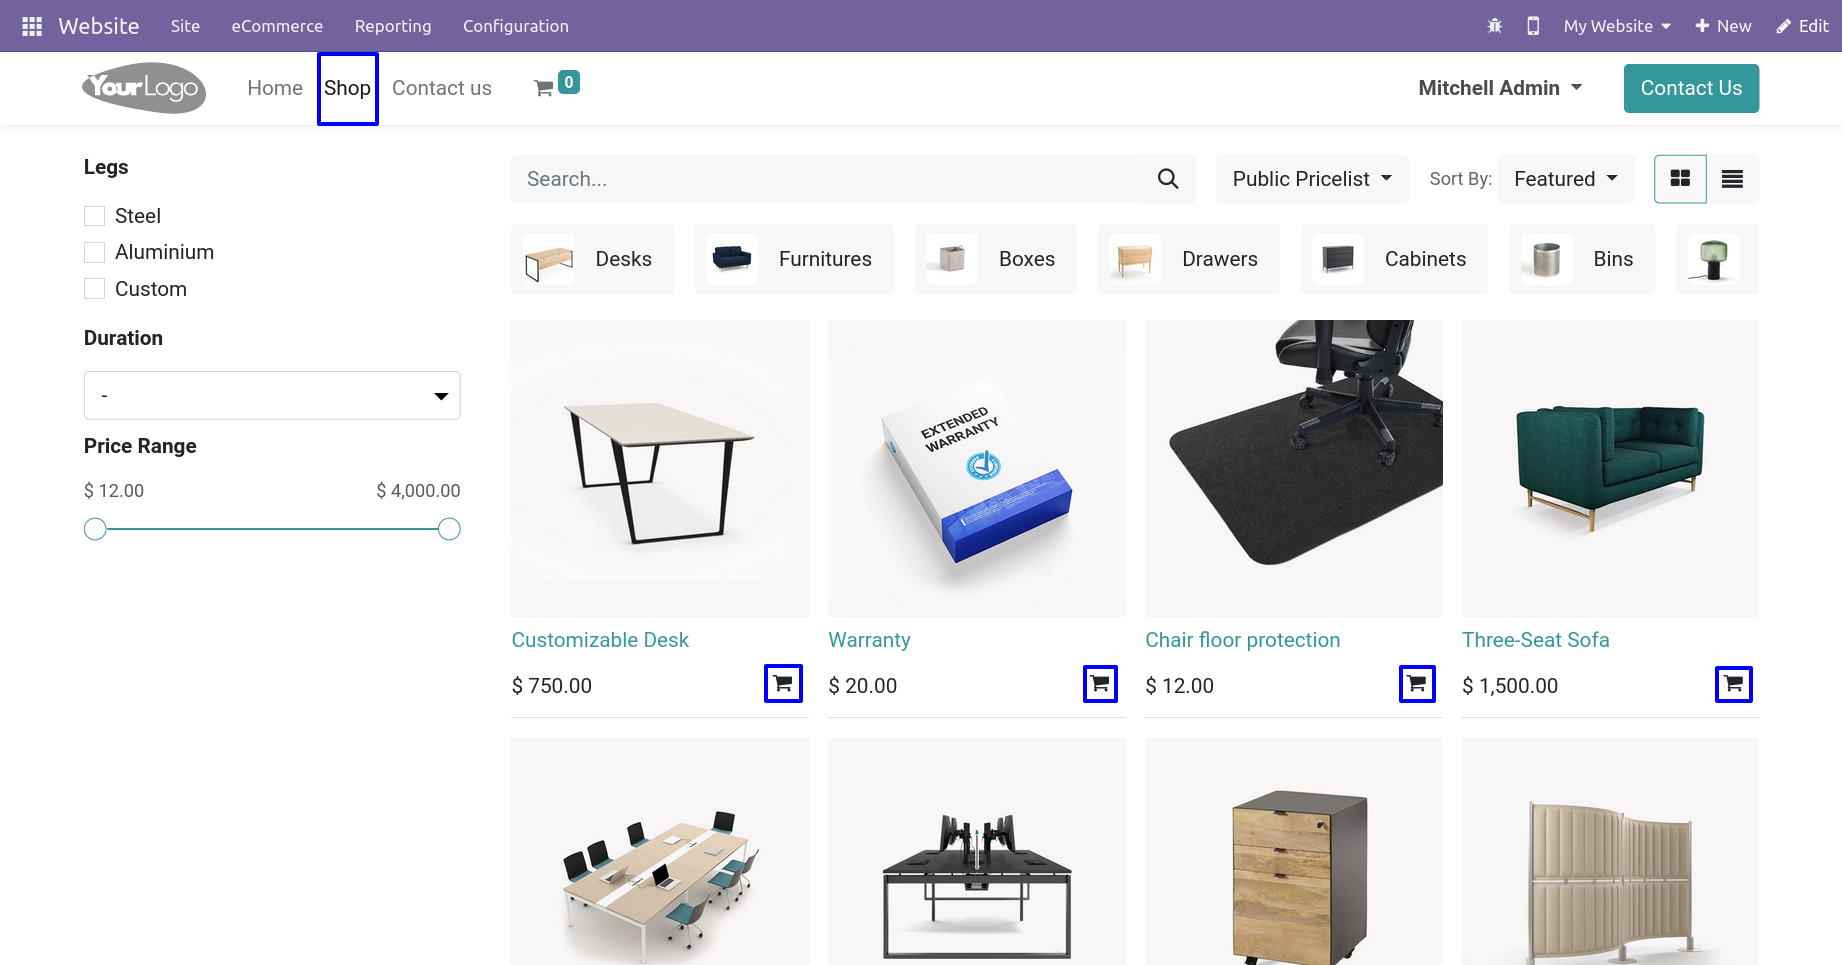 Website Site eCommerce Reporting Configuration My Website New Edit
YourLogo Home Shop Contact us 0 Mitchell Admin Contact Us
Legs
Steel
Aluminium
Custom
Duration
-
Price Range
$ 12.00 $ 4,000.00
Search... Public Pricelist Sort By: Featured
Desks Furnitures Boxes Drawers Cabinets Bins
EXTENDED
WARRANTY
Customizable Desk Warranty Chair floor protection Three-Seat Sofa
$ 750.00 $ 20.00 $ 12.00 $ 1,500.00